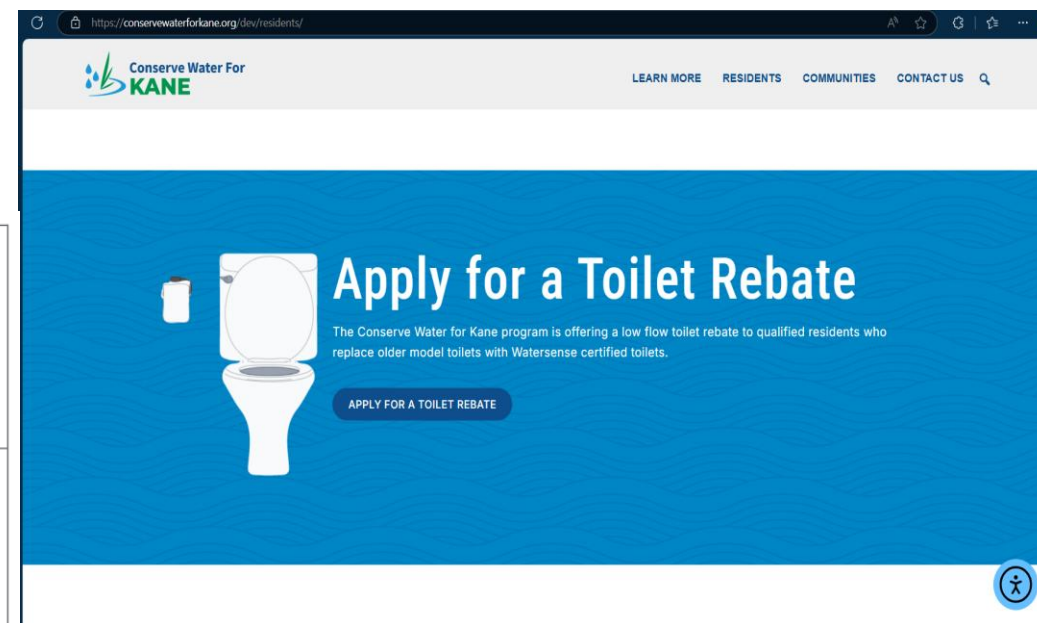 https://conservewaterforkane.org/dev/residents/
Conserve Water For
KANE
LEARN MORE RESIDENTS COMMUNITIES CONTACT US
Apply for a Toilet Rebate
The Conserve Water for Kane program is offering a low flow toilet rebate to qualified residents who
replace older model toilets with Watersense certified toilets.
APPLY FOR A TOILET REBATE